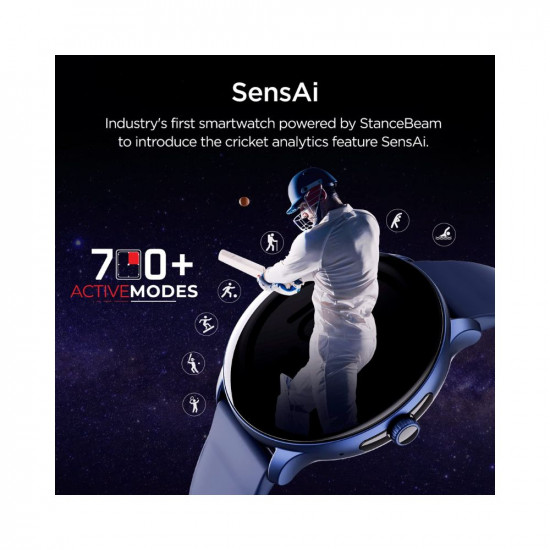 SensAi
Industry's first smartwatch powered by StanceBeam
to introduce the cricket analytics feature SensAi.
700+
ACTIVEMODES